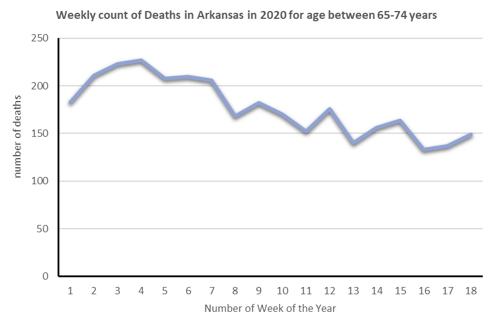 Weekly count of Deaths in Arkansas in 2020 for age between 65-74 years
250
200
150
100
50
0
number of deaths
1 2 3 4 5 6 7 8 9 10 11 12 13 14 15 16 17 18
Number of Week of the Year